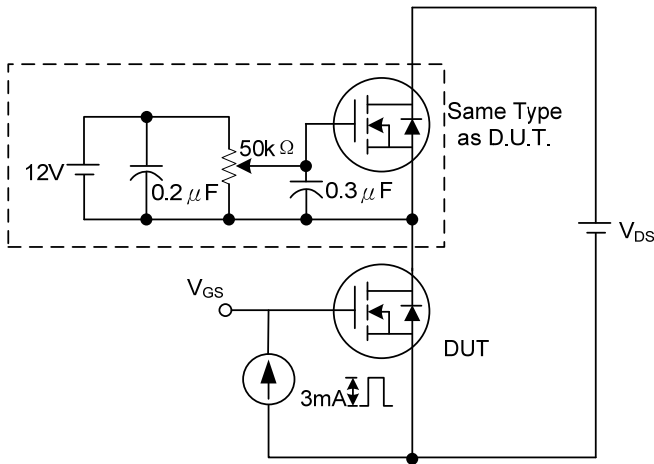 Same Type
as D.U.T.
50kΩ
12V
0.2μF
0.3μF
V_DS
V_GS
DUT
3mA